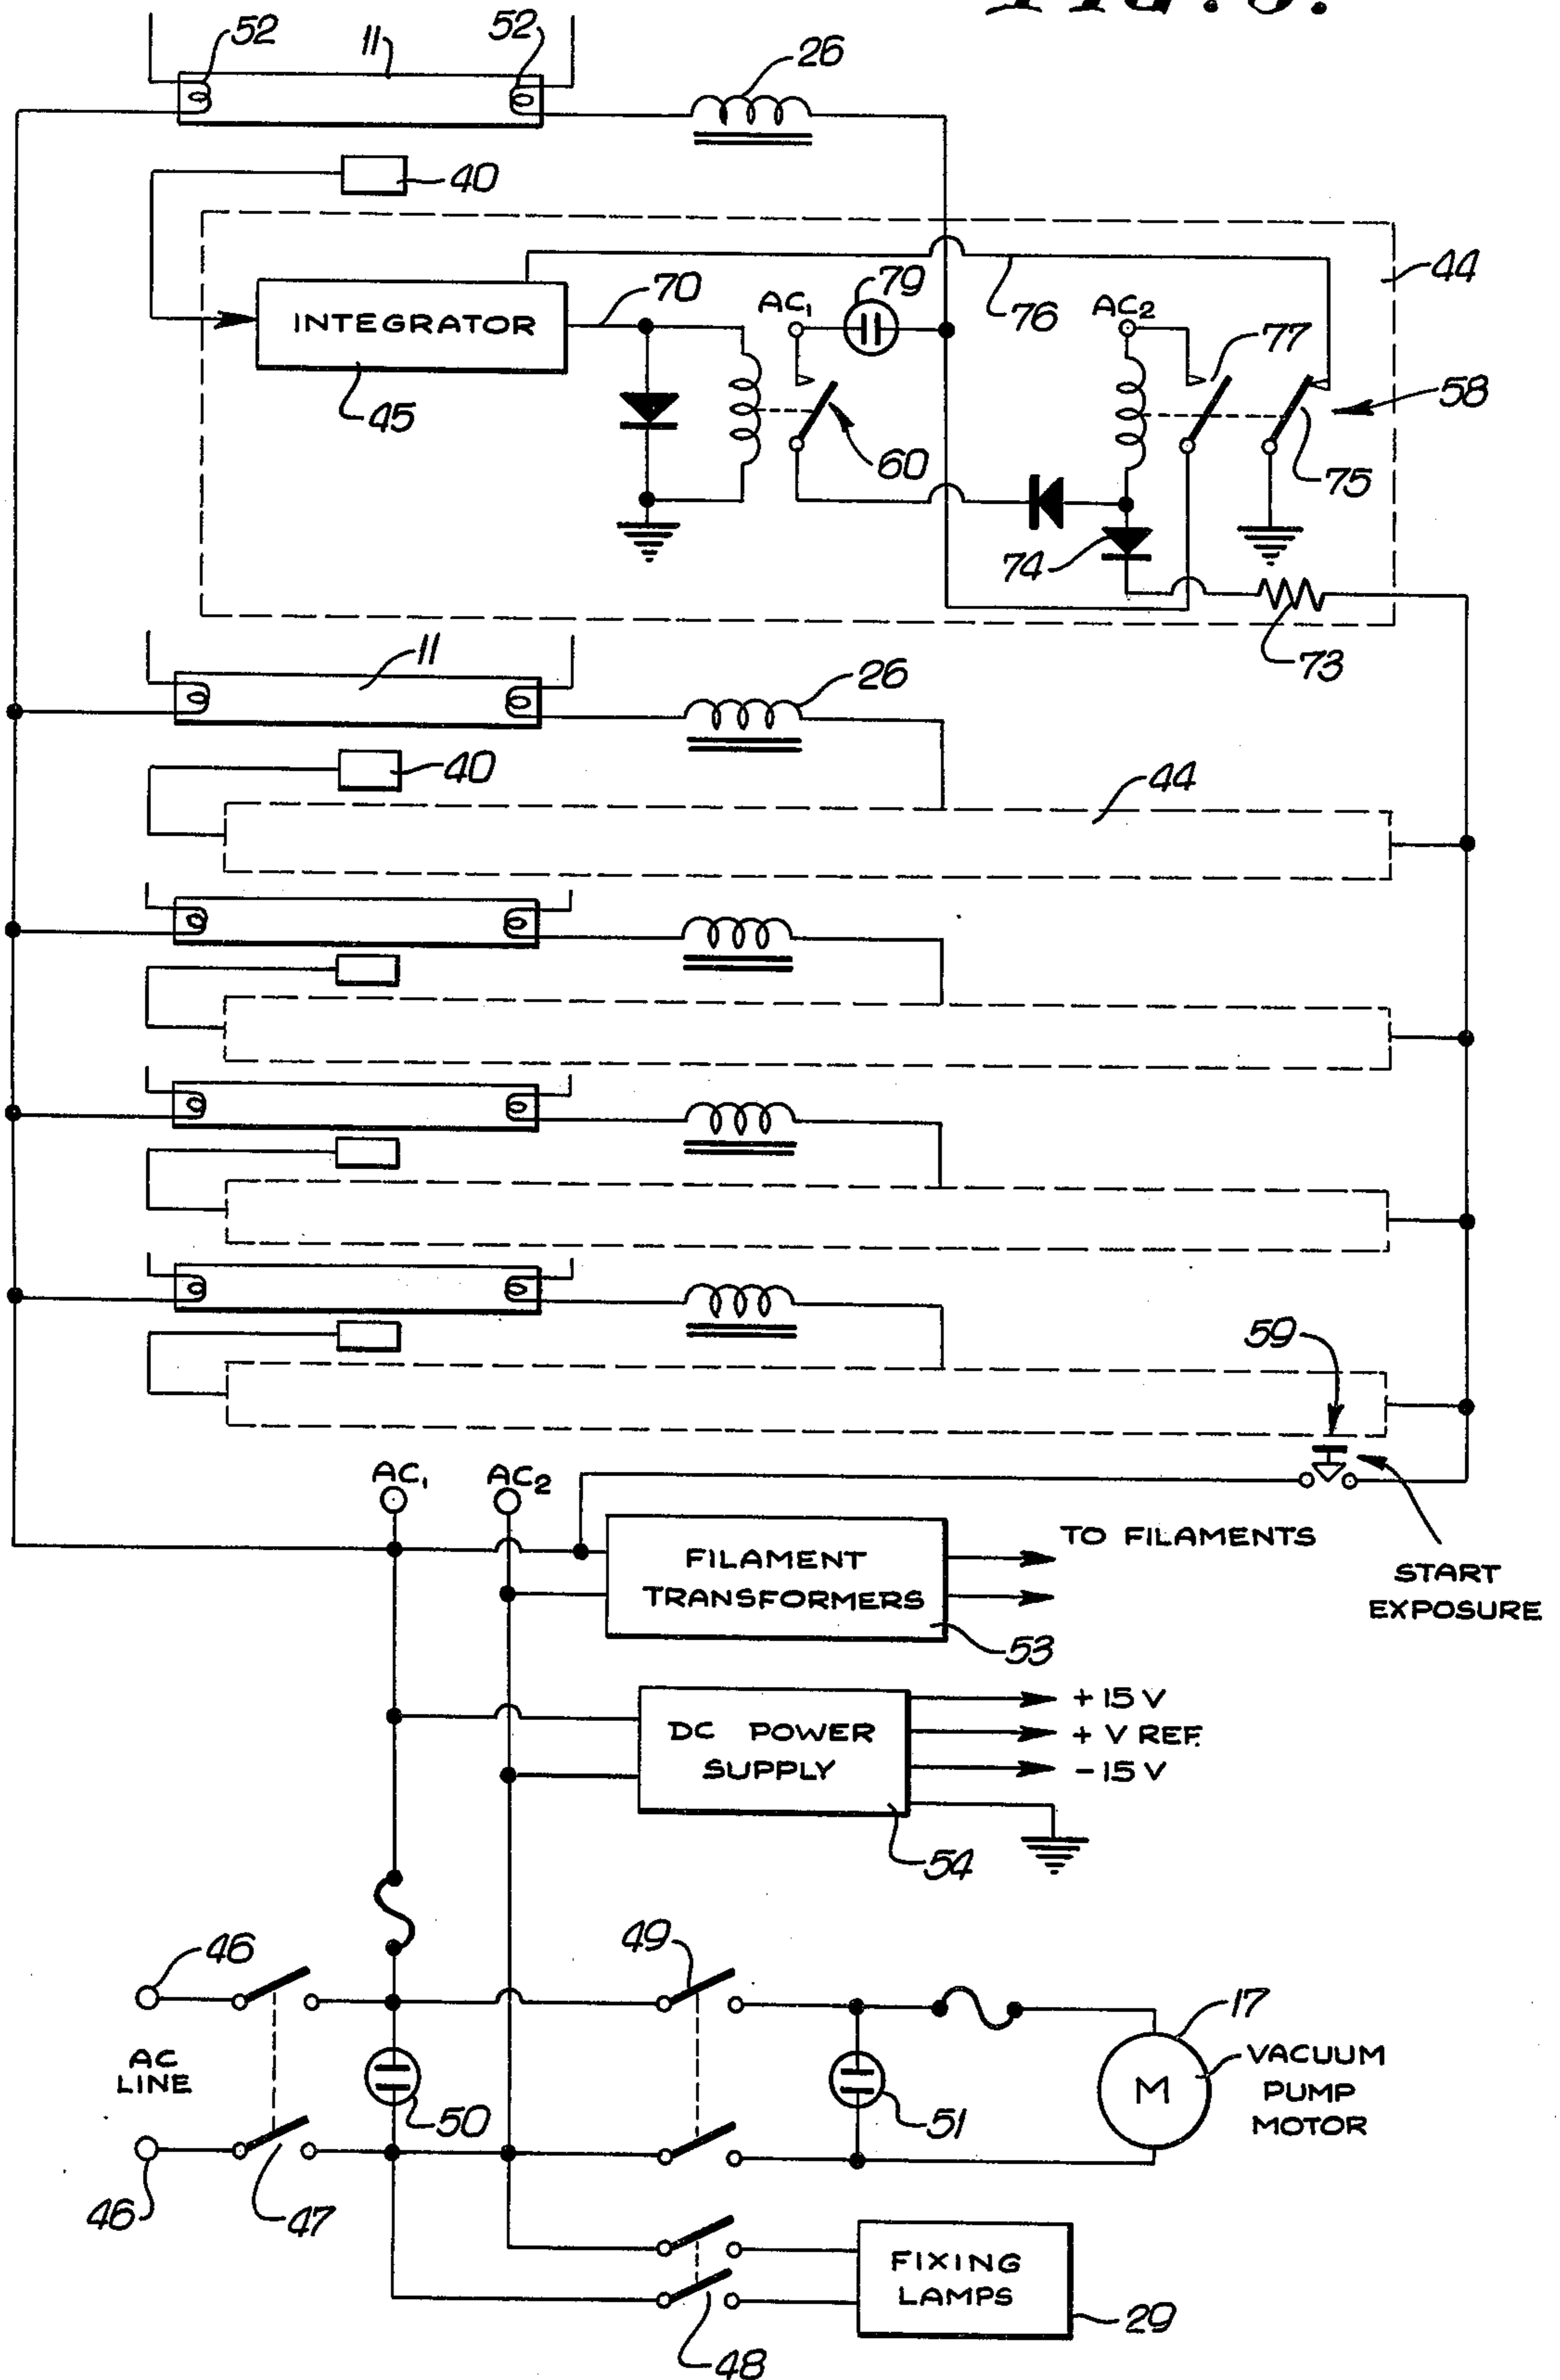 FIG. 5.
52
11
52
26
40
44
INTEGRATOR
70
AC1
79
76
AC2
77
58
45
60
75
74
73
11
26
40
44
59
AC1
AC2
FILAMENT
TRANSFORMERS
TO FILAMENTS
START
EXPOSURE
53
DC POWER
SUPPLY
+ 15 V
+ V REF.
- 15 V
54
46
49
17
AC
LINE
50
51
M
VACUUM
PUMP
MOTOR
46
47
FIXING
LAMPS
48
29